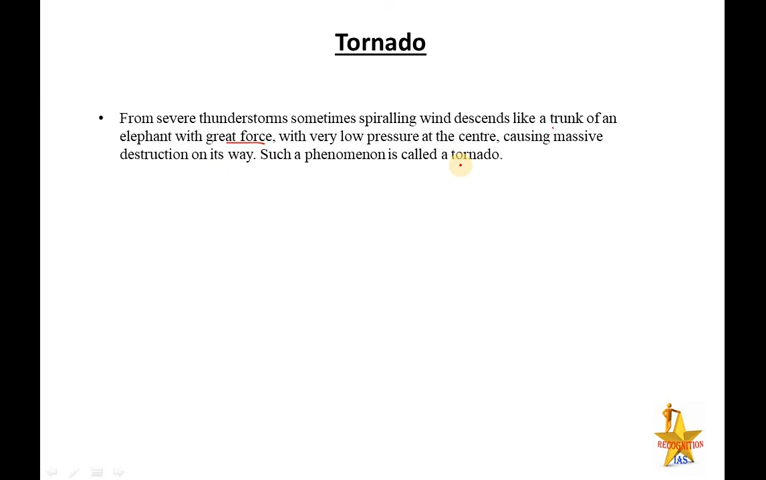 Tornado
• From severe thunderstorms sometimes spiralling wind descends like a trunk of an
elephant with great force, with very low pressure at the centre, causing massive
destruction on its way. Such a phenomenon is called a tornado.
RECOGNITION
IAS